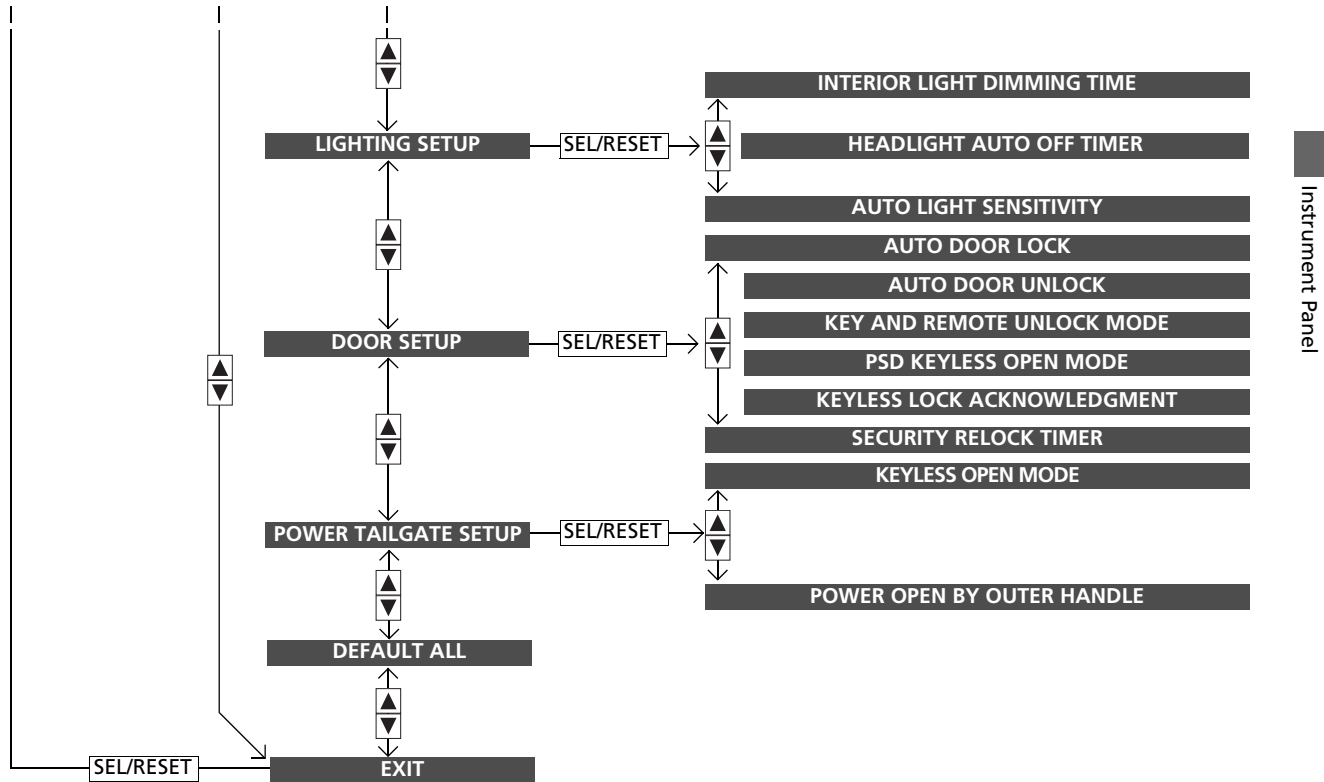 ▲
▼
INTERIOR LIGHT DIMMING TIME
LIGHTING SETUP
SEL/RESET
▲
▼
HEADLIGHT AUTO OFF TIMER
AUTO LIGHT SENSITIVITY
▲
▼
AUTO DOOR LOCK
AUTO DOOR UNLOCK
KEY AND REMOTE UNLOCK MODE
DOOR SETUP
SEL/RESET
▲
▼
PSD KEYLESS OPEN MODE
▲
▼
KEYLESS LOCK ACKNOWLEDGMENT
▲
▼
SECURITY RELOCK TIMER
KEYLESS OPEN MODE
POWER TAILGATE SETUP
SEL/RESET
▲
▼
▲
▼
POWER OPEN BY OUTER HANDLE
DEFAULT ALL
▲
▼
SEL/RESET
EXIT
Instrument Panel